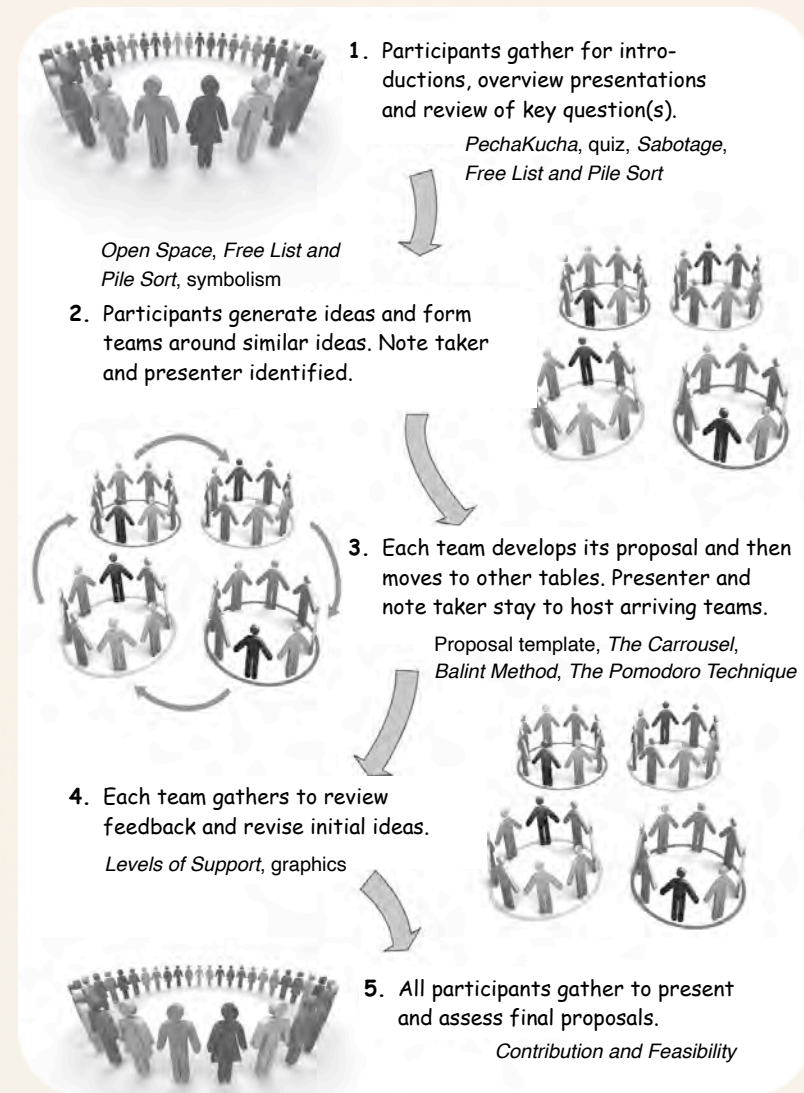 1. Participants gather for intro-
ductions, overview presentations
and review of key question(s).
PechaKucha, quiz, Sabotage,
Free List and Pile Sort
Open Space, Free List and
Pile Sort, symbolism
2. Participants generate ideas and form
teams around similar ideas. Note taker
and presenter identified.
3. Each team develops its proposal and then
moves to other tables. Presenter and
note taker stay to host arriving teams.
Proposal template, The Carrousel,
Balint Method, The Pomodoro Technique
4. Each team gathers to review
feedback and revise initial ideas.
Levels of Support, graphics
5. All participants gather to present
and assess final proposals.
Contribution and Feasibility